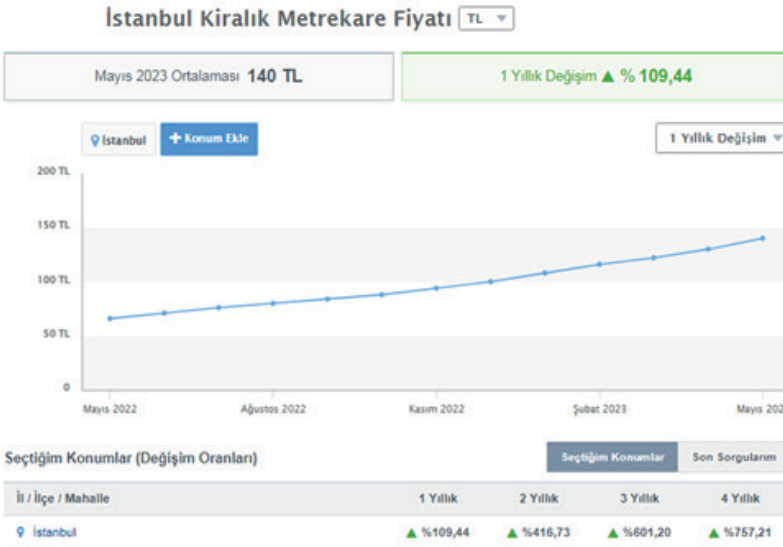 İstanbul Kiralık Metrekare Fiyatı TL
Mayıs 2023 Ortalaması 140 TL
1 Yıllık Değişim ▲ % 109,44
İstanbul
+ Konum Ekle
1 Yıllık Değişim
200 TL
150 TL
100 TL
50 TL
0
Mayıs 2022
Ağustos 2022
Kasım 2022
Şubat 2023
Mayıs 202
Seçtiğim Konumlar (Değişim Oranları)
Seçtiğim Konumlar
Son Sorgularım
İl / İlçe / Mahalle 1 Yıllık 2 Yıllık 3 Yıllık 4 Yıllık
İstanbul ▲ %109,44 ▲ %416,73 ▲ %601,20 ▲ %757,21